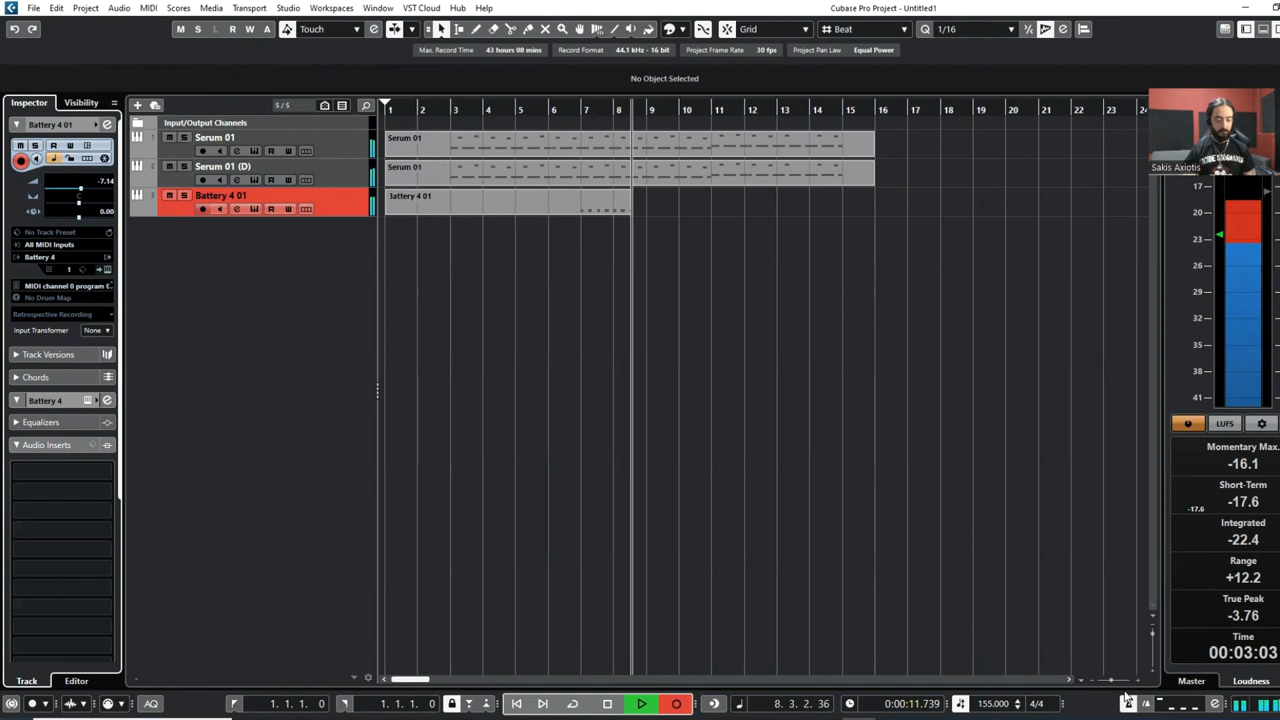 File Edit Project Audio MIDI Scores Media Transport Studio Workspaces Window VST Cloud Hub Help
Cubase Pro Project - Untitled1
M S L R W A Touch Grid Beat Q 1/16
Max. Record Time 43 hours 08 mins Record Format 44.1 kHz - 16 bit Project Frame Rate 30 fps Project Pan Law Equal Power
No Object Selected
Inspector Visibility
5/5
1 2 3 4 5 6 7 8 9 10 11 12 13 14 15 16 17 18 19 20 21 22 23 24
Battery 4 01
Input/Output Channels
1 Serum 01
M S
R W
Serum 01
2 Serum 01 (D)
M S
R W
Serum 01
3 Battery 4 01
M S
R W
Battery 4 01
M S R W
-7.14
C
0.00
No Track Preset
All MIDI Inputs
Battery 4
1
MIDI channel 0 program 0
No Drum Map
Retrospective Recording
Input Transformer None
Track Versions
Chords
Battery 4
Equalizers
Audio Inserts
Sakis Axiotis
17
20
23
26
29
32
35
38
41
LUFS
Momentary Max.
-16.1
Short-Term
-17.6
-17.6
Integrated
-22.4
Range
+12.2
True Peak
-3.76
Time
00:03:03
Track Editor
Master Loudness
AQ 1. 1. 1. 0 1. 1. 1. 0 8. 3. 2. 36 0:00:11.739 155.000 4/4